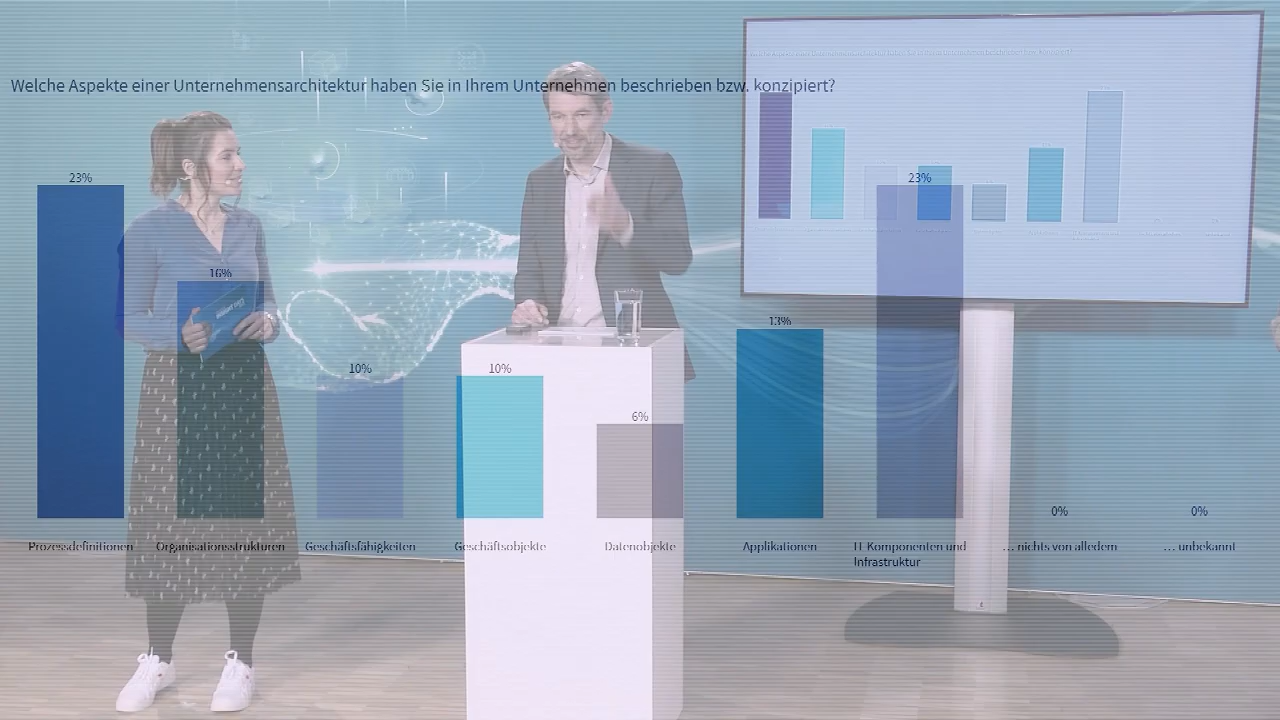 Welche Aspekte einer Unternehmensarchitektur haben Sie in Ihrem Unternehmen beschrieben bzw. konzipiert?
23%
16%
10%
10%
6%
13%
23%
0%
0%
Prozessdefinitionen
Organisationsstrukturen
Geschäftsfähigkeiten
Geschäftsobjekte
Datenobjekte
Applikationen
IT-Komponenten und
Infrastruktur
... nichts von alledem
... unbekannt